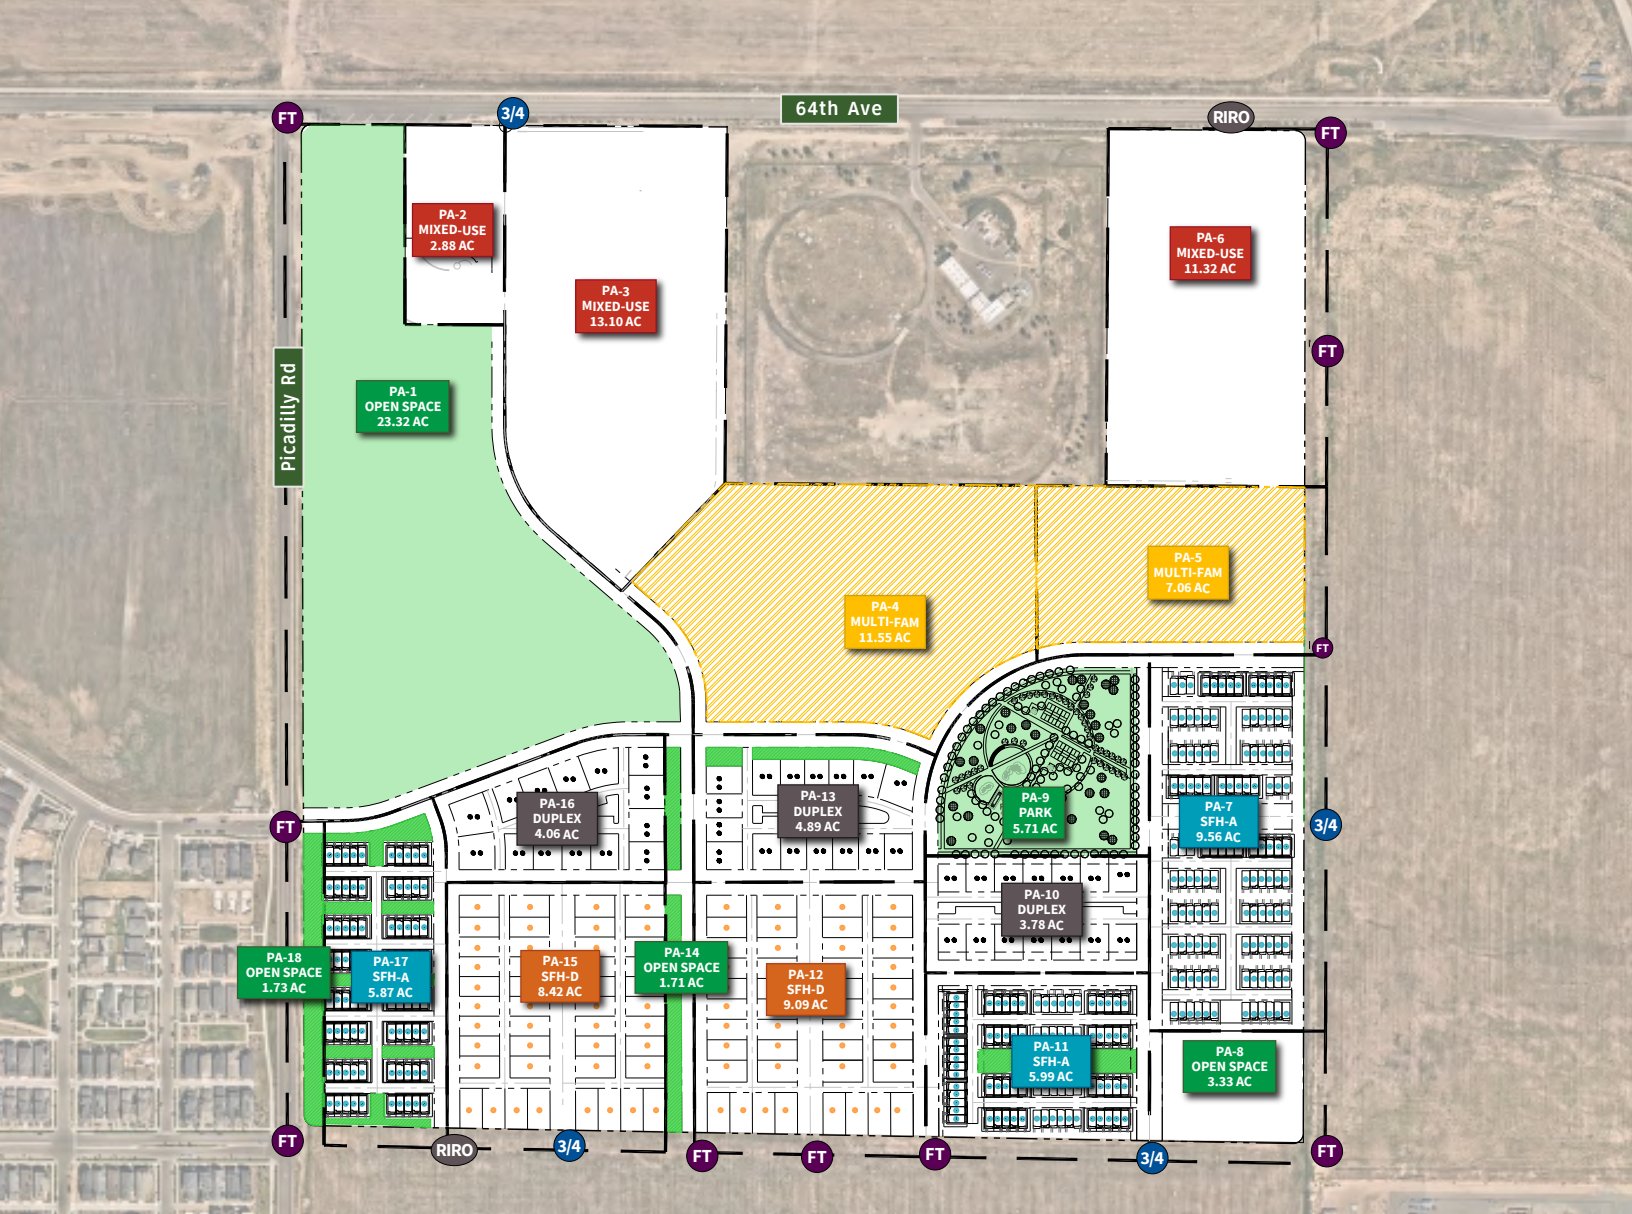 FT
3/4
64th Ave
RIRO
FT
PA-2
MIXED-USE
2.88 AC
PA-6
MIXED-USE
11.32 AC
PA-3
MIXED-USE
13.10 AC
FT
Picadilly Rd
PA-1
OPEN SPACE
23.32 AC
PA-5
MULTI-FAM
7.06 AC
PA-4
MULTI-FAM
11.55 AC
FT
PA-16
DUPLEX
4.06 AC
PA-13
DUPLEX
4.89 AC
PA-9
PARK
5.71 AC
PA-7
SFH-A
9.56 AC
FT
3/4
PA-10
DUPLEX
3.78 AC
PA-18
OPEN SPACE
1.73 AC
PA-17
SFH-A
5.87 AC
PA-15
SFH-D
8.42 AC
PA-14
OPEN SPACE
1.71 AC
PA-12
SFH-D
9.09 AC
PA-11
SFH-A
5.99 AC
PA-8
OPEN SPACE
3.33 AC
FT
RIRO
3/4
FT
FT
FT
3/4
FT